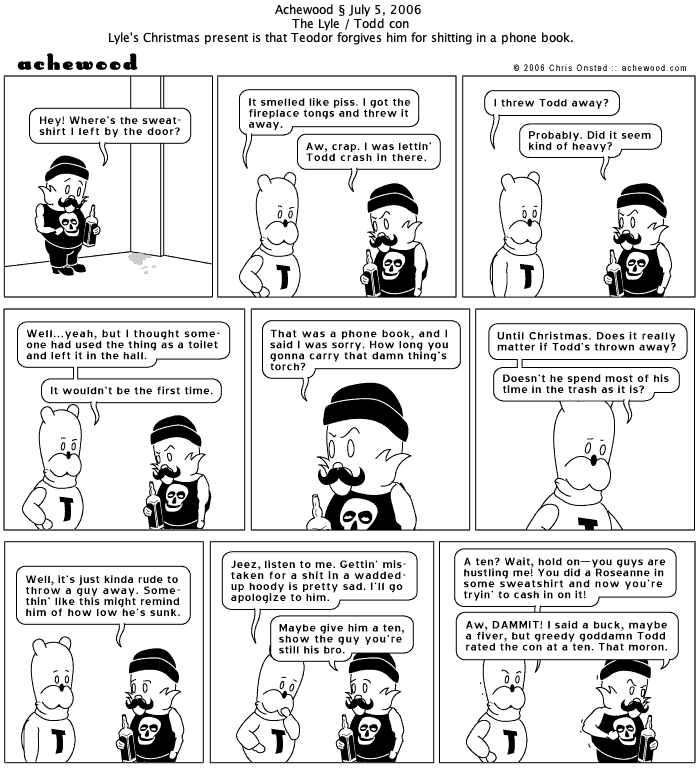 Achewood § July 5, 2006
The Lyle / Todd con
Lyle's Christmas present is that Teodor forgives him for shitting in a phone book.
achewood
© 2006 Chris Onstad :: achewood.com
Hey! Where's the sweat-
shirt I left by the door?
It smelled like piss. I got the
fireplace tongs and threw it
away.
Aw, crap. I was lettin'
Todd crash in there.
I threw Todd away?
Probably. Did it seem
kind of heavy?
Well...yeah, but I thought some-
one had used the thing as a toilet
and left it in the hall.
It wouldn't be the first time.
That was a phone book, and I
said I was sorry. How long you
gonna carry that damn thing's
torch?
Until Christmas. Does it really
matter if Todd's thrown away?
Doesn't he spend most of his
time in the trash as it is?
Well, it's just kinda rude to
throw a guy away. Some-
thin' like this might remind
him of how low he's sunk.
Jeez, listen to me. Gettin' mis-
taken for a shit in a wadded-
up hoody is pretty sad. I'll go
apologize to him.
Maybe give him a ten,
show the guy you're
still his bro.
A ten? Wait, hold on—you guys are
hustling me! You did a Roseanne in
some sweatshirt and now you're
tryin' to cash in on it!
Aw, DAMMIT! I said a buck, maybe
a fiver, but greedy goddamn Todd
rated the con at a ten. That moron.
T
T
T
T
T
T
T